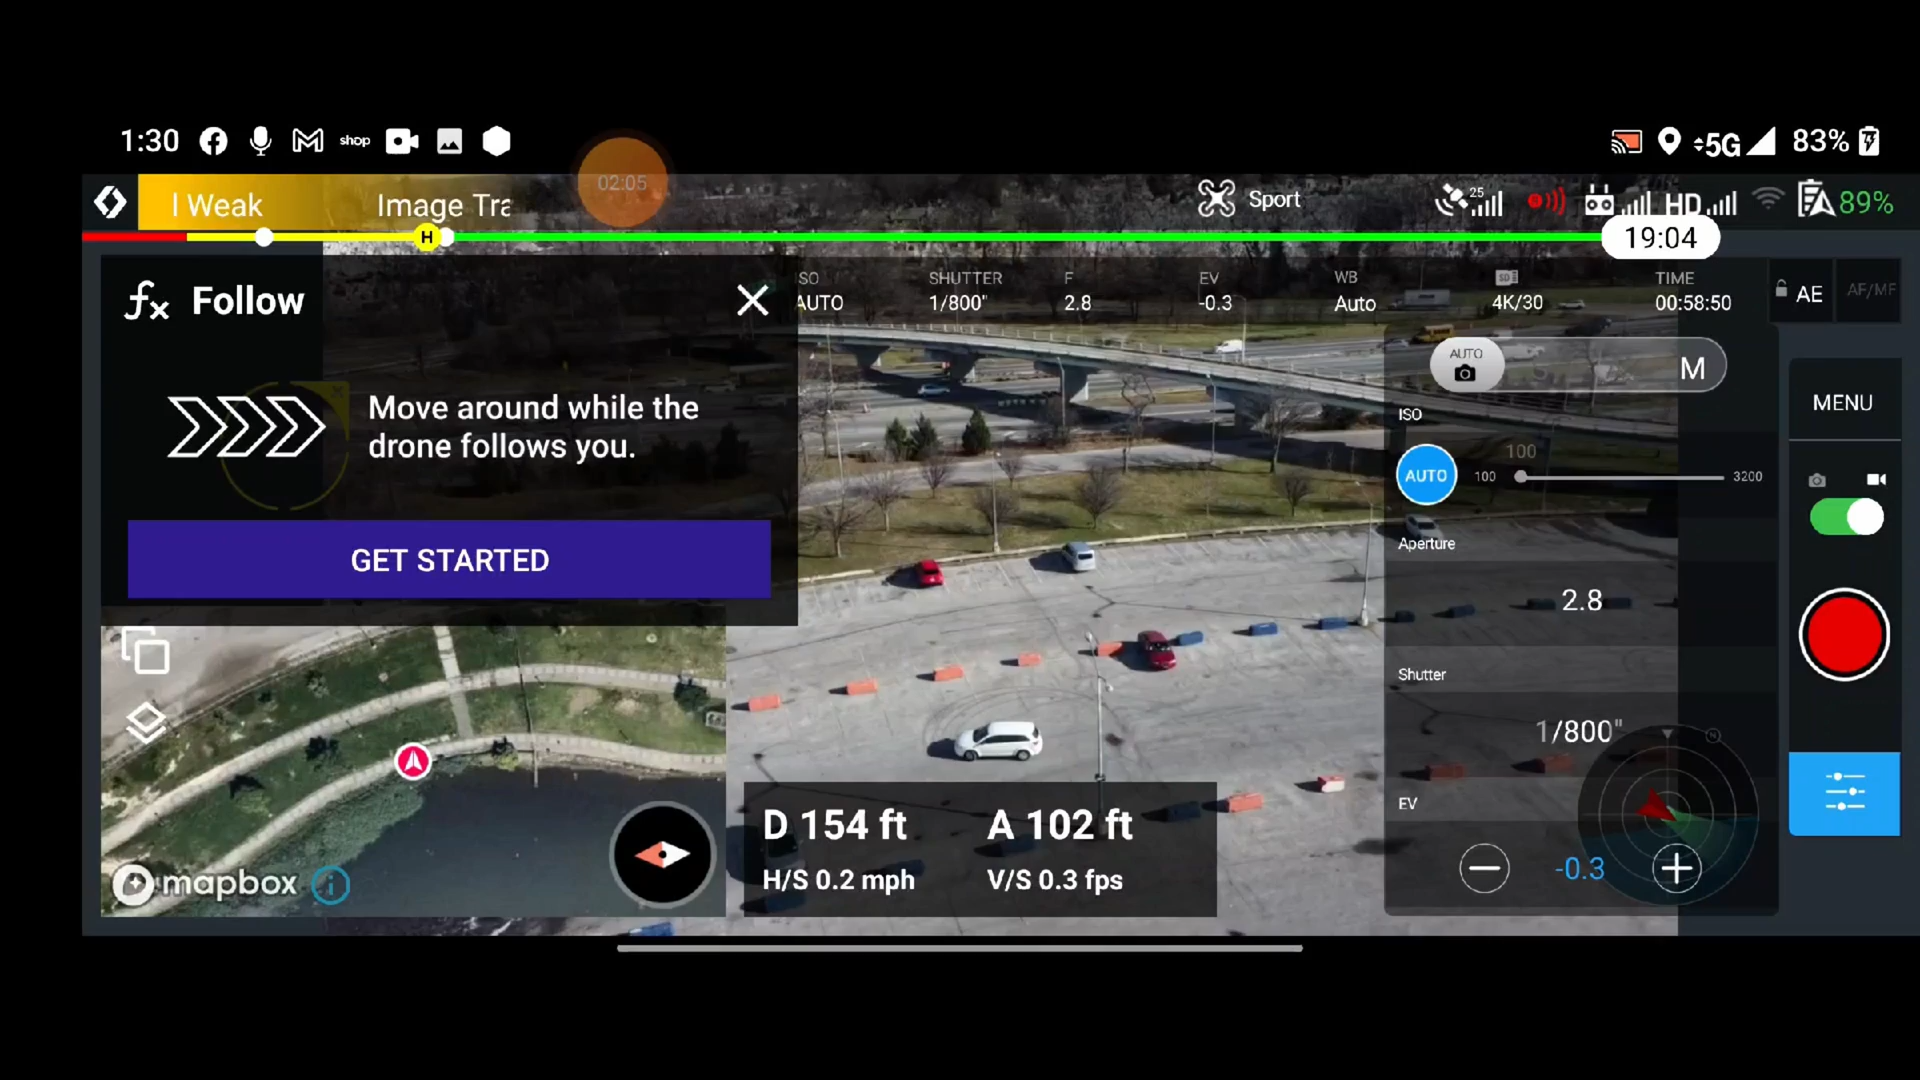 1:30
shop
02:05
5G
83%
l Weak
Image Tra
Sport
25
HD
89%
H
19:04
fx Follow
ISO
AUTO
SHUTTER
1/800"
F
2.8
EV
-0.3
WB
Auto
SD
4K/30
TIME
00:58:50
AE
AF/MF
Move around while the
drone follows you.
GET STARTED
AUTO
S
M
ISO
AUTO
100
100
3200
Aperture
2.8
Shutter
1/800"
N
EV
-0.3
MENU
D 154 ft
A 102 ft
H/S 0.2 mph
V/S 0.3 fps
mapbox
i